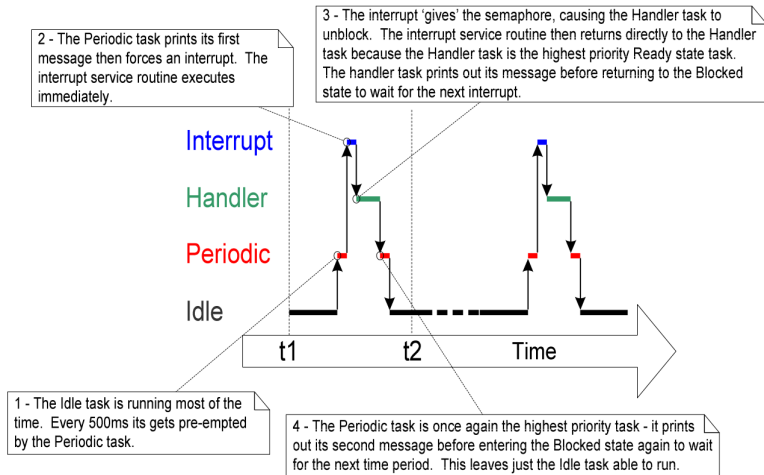 3 - The interrupt 'gives' the semaphore, causing the Handler task to
unblock.  The interrupt service routine then returns directly to the Handler
task because the Handler task is the highest priority Ready state task.
The handler task prints out its message before returning to the Blocked
state to wait for the next interrupt.
2 - The Periodic task prints its first
message then forces an interrupt.  The
interrupt service routine executes
immediately.
Interrupt
Handler
Periodic
Idle
t1
t2
Time
1 - The Idle task is running most of the
time.  Every 500ms its gets pre-empted
by the Periodic task.
4 - The Periodic task is once again the highest priority task - it prints
out its second message before entering the Blocked state again to wait
for the next time period.  This leaves just the Idle task able to run.